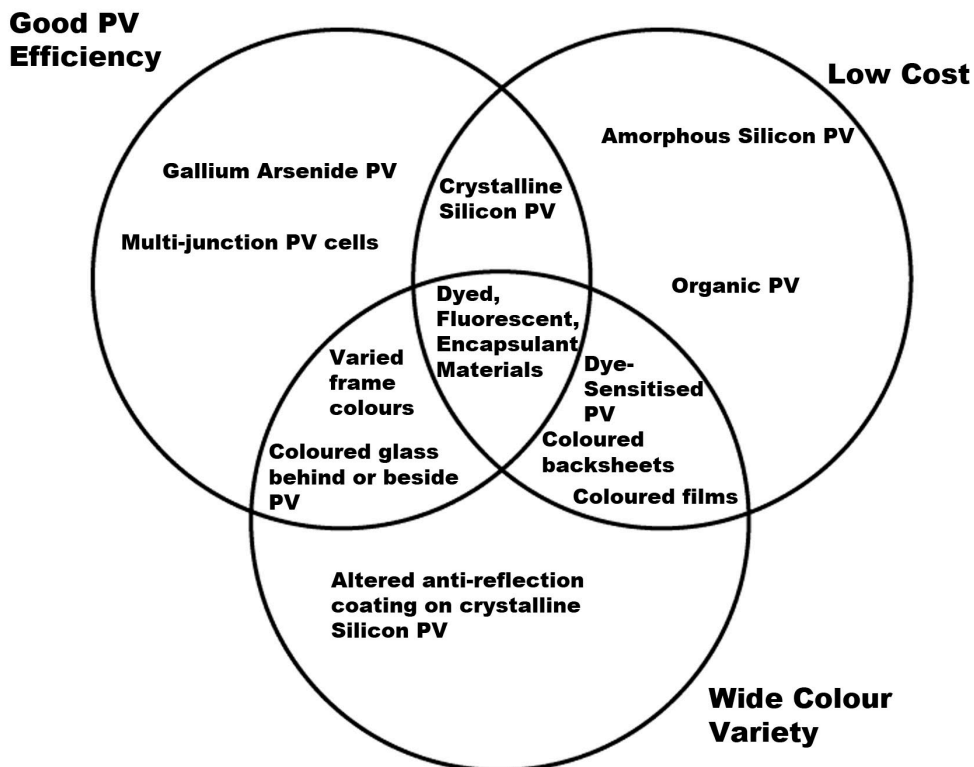 Good PV
Efficiency
Low Cost
Amorphous Silicon PV
Gallium Arsenide PV
Crystalline
Silicon PV
Multi-junction PV cells
Organic PV
Dyed,
Fluorescent,
Encapsulant
Materials
Varied
frame
colours
Dye-
Sensitised
PV
Coloured glass
behind or beside
PV
Coloured
backsheets
Coloured films
Altered anti-reflection
coating on crystalline
Silicon PV
Wide Colour
Variety